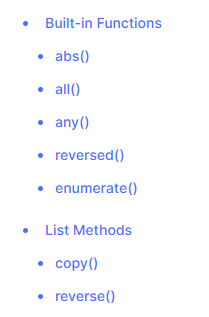 Built-in Functions
abs()
all()
any()
reversed()
enumerate()
List Methods
copy()
reverse()